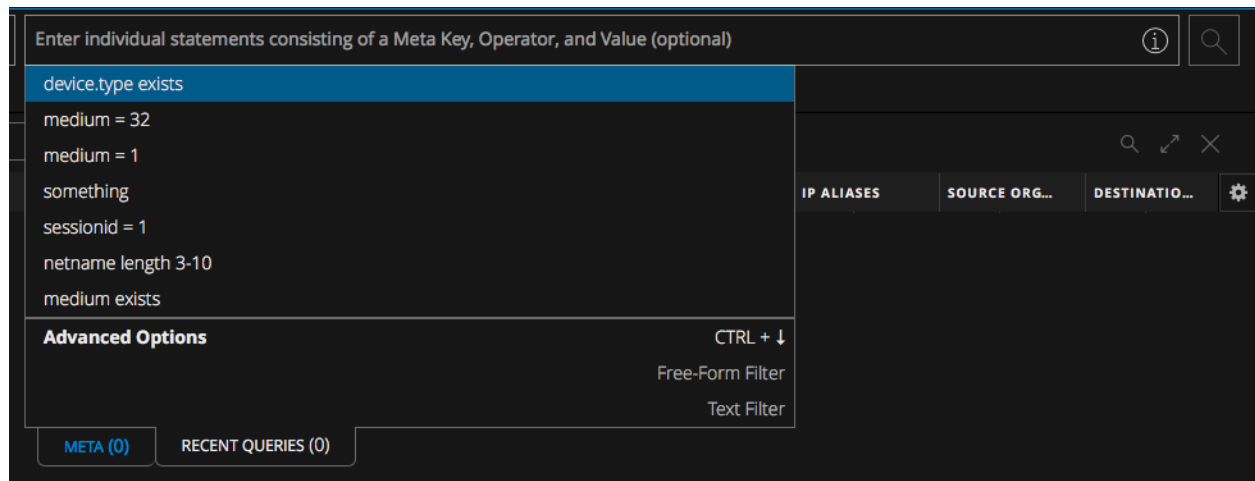 Enter individual statements consisting of a Meta Key, Operator, and Value (optional)
device.type exists
medium = 32
medium = 1
something
sessionid = 1
netname length 3-10
medium exists
IP ALIASES SOURCE ORG... DESTINATIO...
Advanced Options CTRL + ↓
Free-Form Filter
Text Filter
META (0) RECENT QUERIES (0)